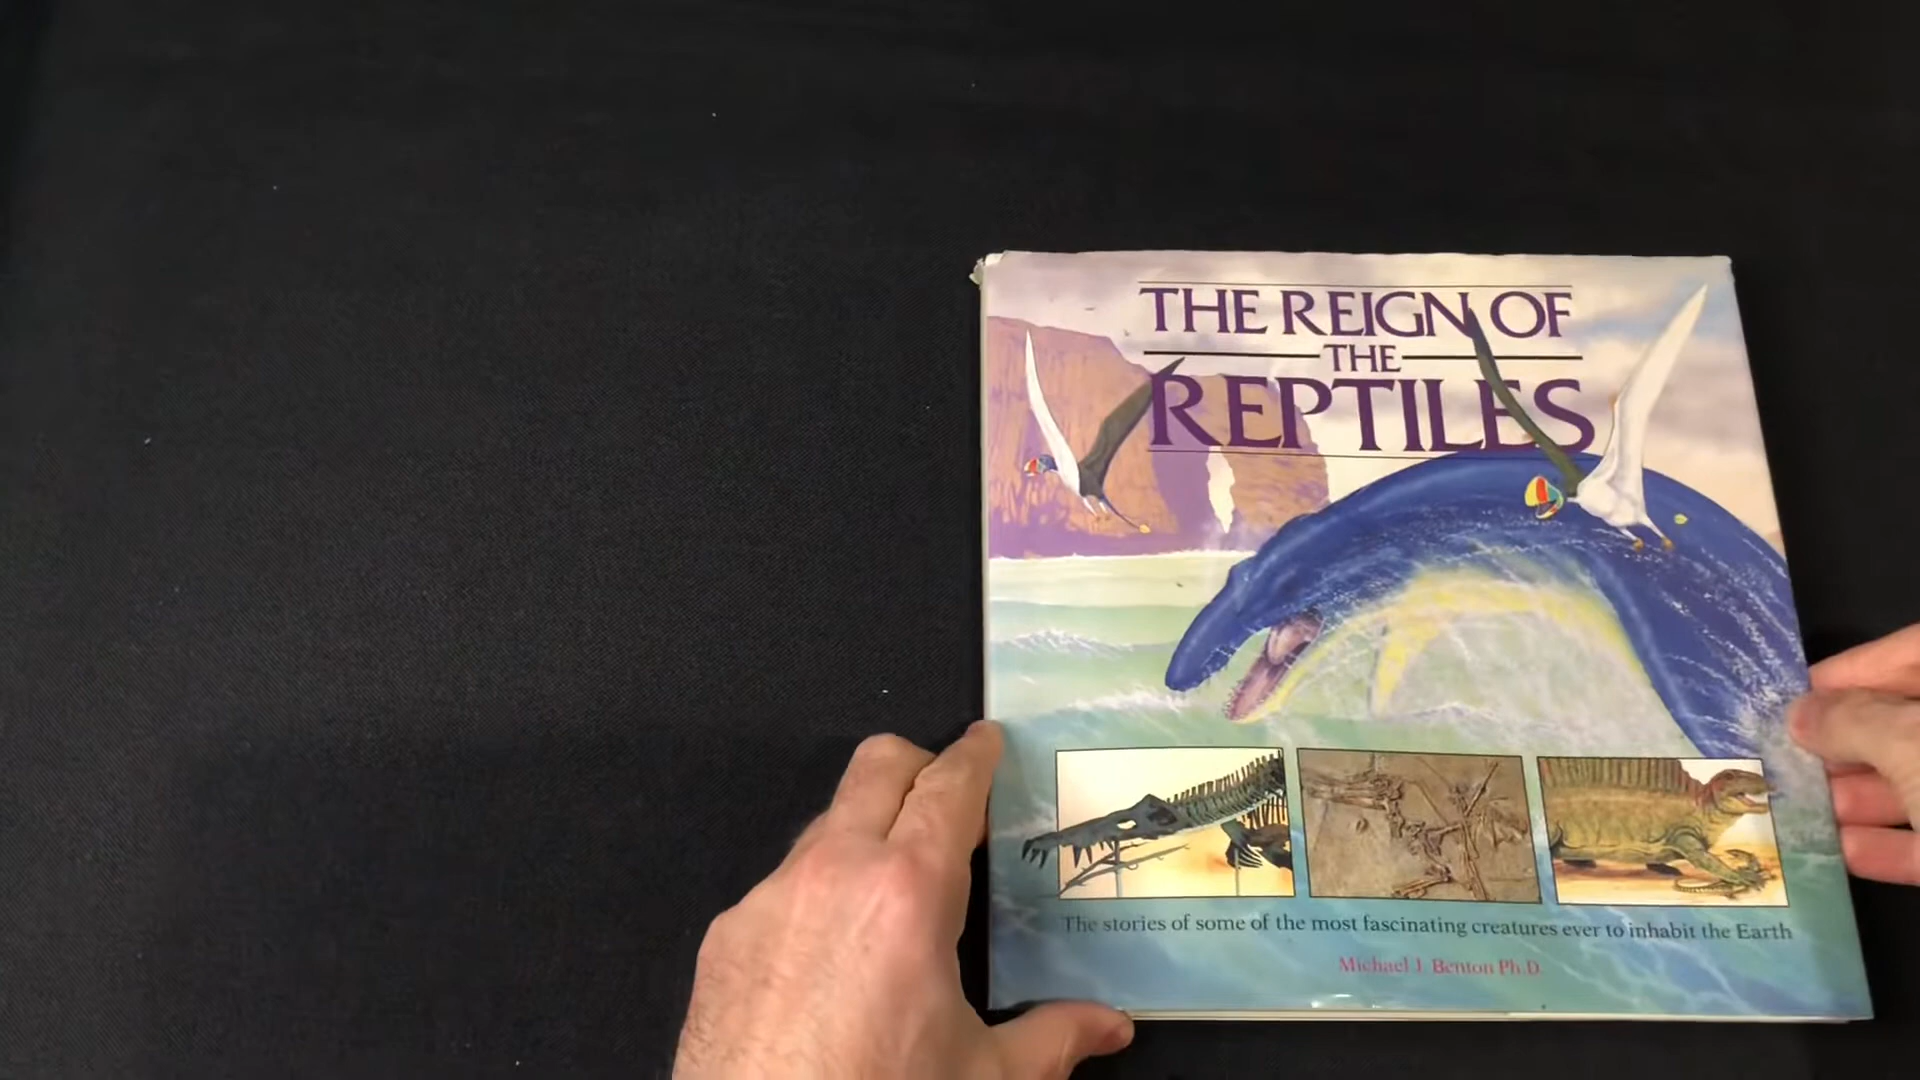 THE REIGN OF
THE
REPTILES
The stories of some of the most fascinating creatures ever to inhabit the Earth
Michael J. Benton Ph.D.